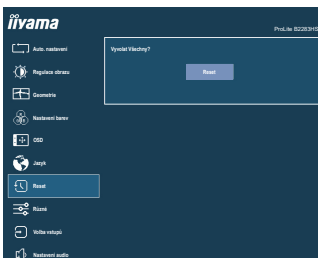 iiyama
ProLite B2283HS
Auto. nastavení
Vyvolat Všechny?
Reset
Regulace obrazu
Geometrie
Nastavení barev
OSD
Jazyk
Reset
Různé
Volba vstupů
Nastavení audio